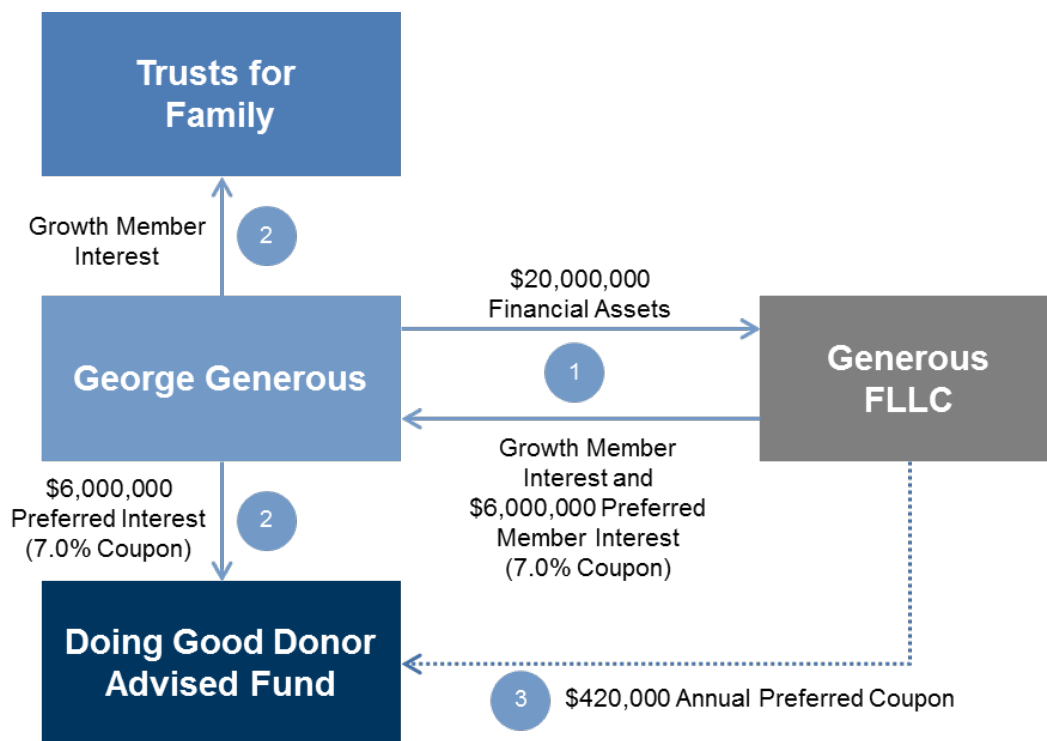 Trusts for
Family
Growth Member
Interest
2
$20,000,000
Financial Assets
George Generous
1
Generous
FLLC
Growth Member
Interest and
$6,000,000 Preferred
Member Interest
(7.0% Coupon)
$6,000,000
Preferred Interest
(7.0% Coupon)
2
Doing Good Donor
Advised Fund
3
$420,000 Annual Preferred Coupon